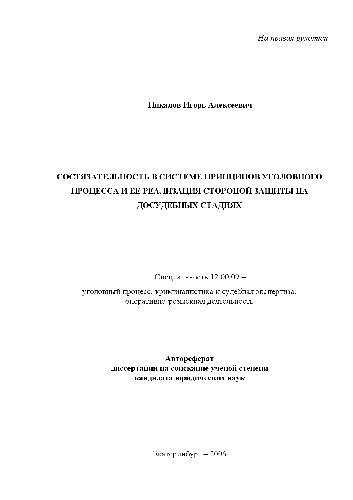 На правах рукописи
Пикалов Игорь Алексеевич
СОСТЯЗАТЕЛЬНОСТЬ В СИСТЕМЕ ПРИНЦИПОВ УГОЛОВНОГО
ПРОЦЕССА И ЕЕ РЕАЛИЗАЦИЯ СТОРОНОЙ ЗАЩИТЫ НА
ДОСУДЕБНЫХ СТАДИЯХ
Специальность 12.00.09 –
уголовный процесс, криминалистика и судебная экспертиза;
оперативно-розыскная деятельность
Автореферат
диссертации на соискание ученой степени
кандидата юридических наук
Екатеринбург – 2006